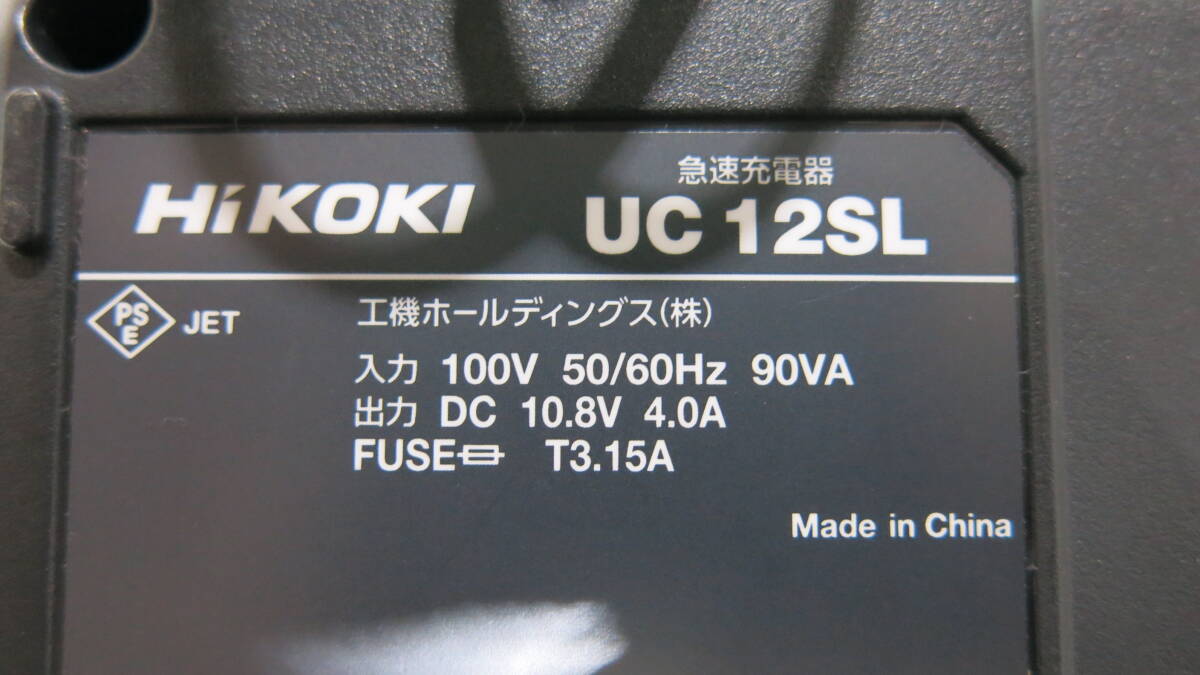 HiKOKI
急速充電器
UC 12SL
PSE JET
工機ホールディングス(株)
入力 100V 50/60Hz 90VA
出力 DC 10.8V 4.0A
FUSE T3.15A
Made in China